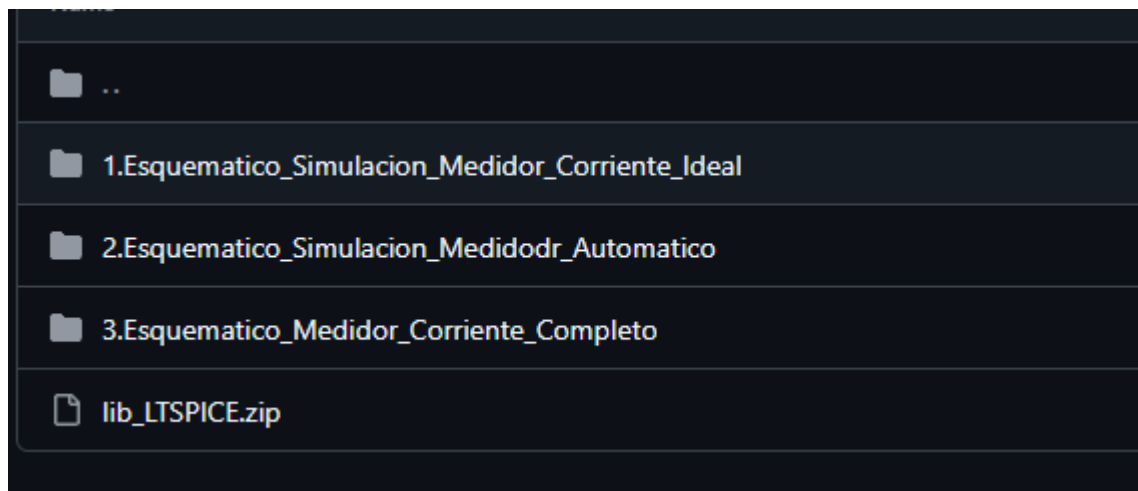 ..
1.Esquematico_Simulacion_Medidor_Corriente_Ideal
2.Esquematico_Simulacion_Medidodr_Automatico
3.Esquematico_Medidor_Corriente_Completo
lib_LTSPICE.zip